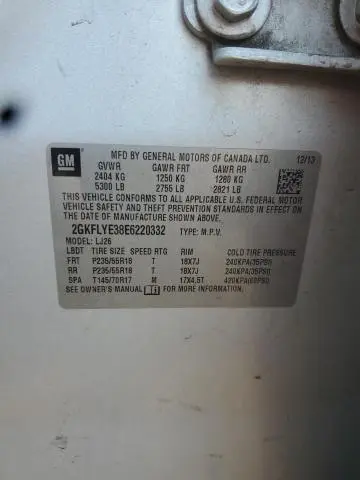 GM
MFD BY GENERAL MOTORS OF CANADA LTD. 12/13
GVWR GAWR FRT GAWR RR
2404 KG 1250 KG 1280 KG
5300 LB 2755 LB 2821 LB
THIS VEHICLE CONFORMS TO ALL APPLICABLE U.S. FEDERAL MOTOR
VEHICLE SAFETY AND THEFT PREVENTION STANDARDS IN EFFECT
ON THE DATE OF MANUFACTURE SHOWN ABOVE.
2GKFLYE38E6220332 TYPE: M.P.V.
MODEL: LJ26
LBDT TIRE SIZE SPEED RTG RIM COLD TIRE PRESSURE
FRT P235/55R18 T 18X7J 240KPA(35PSI)
RR P235/55R18 T 18X7J 240KPA(35PSI)
SPA T145/70R17 M 17X4.5T 420KPA(60PSI)
SEE OWNER'S MANUAL FOR MORE INFORMATION.